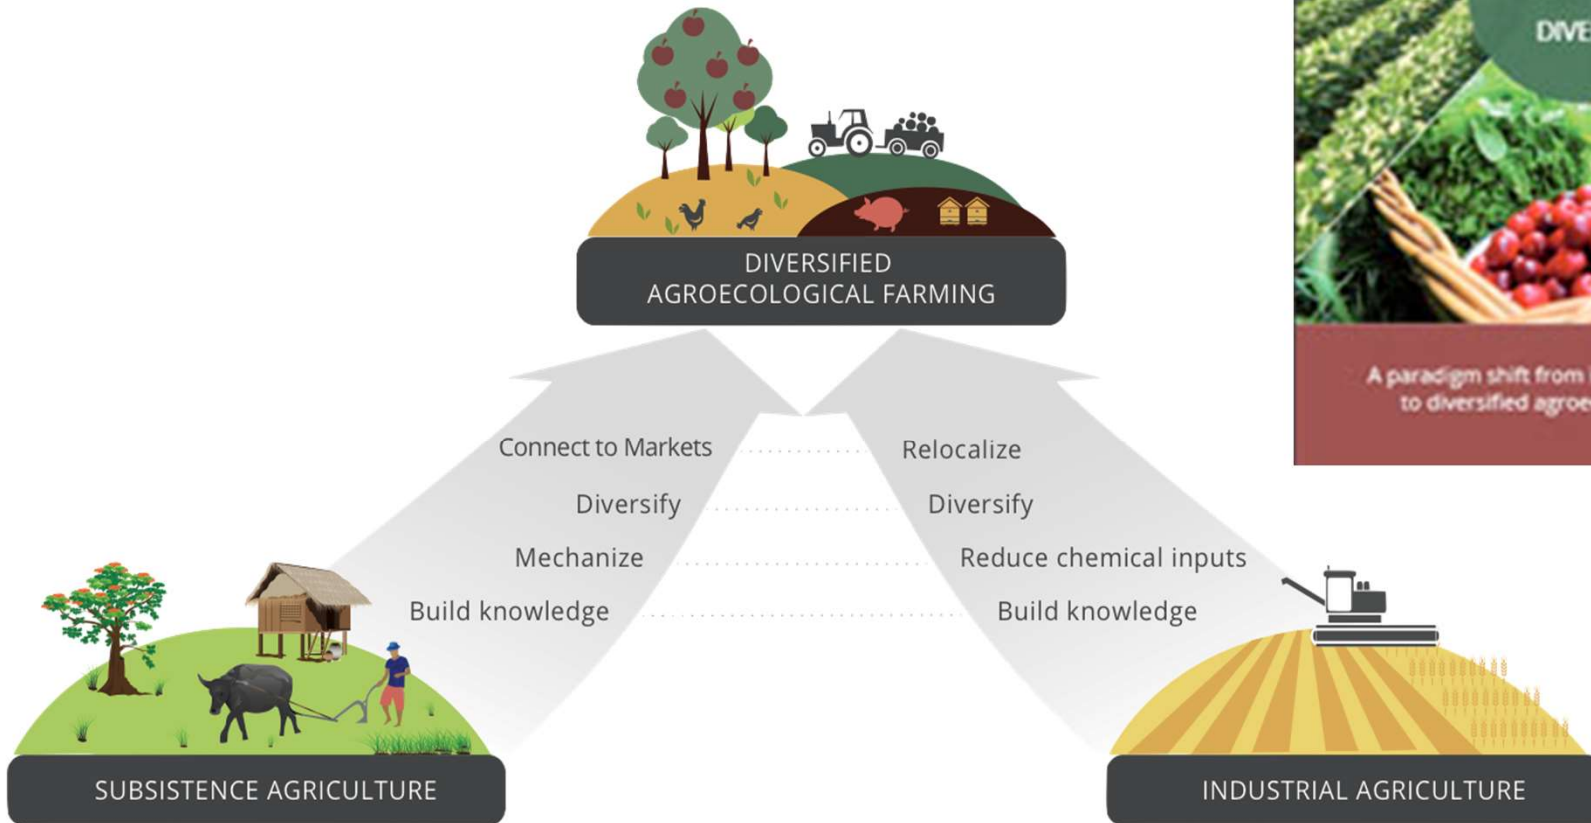 DIVERSIFIED
AGROECOLOGICAL FARMING
Connect to Markets
Relocalize
Diversify
Diversify
Mechanize
Reduce chemical inputs
Build knowledge
Build knowledge
SUBSISTENCE AGRICULTURE
INDUSTRIAL AGRICULTURE
A paradigm shift from
to diversified